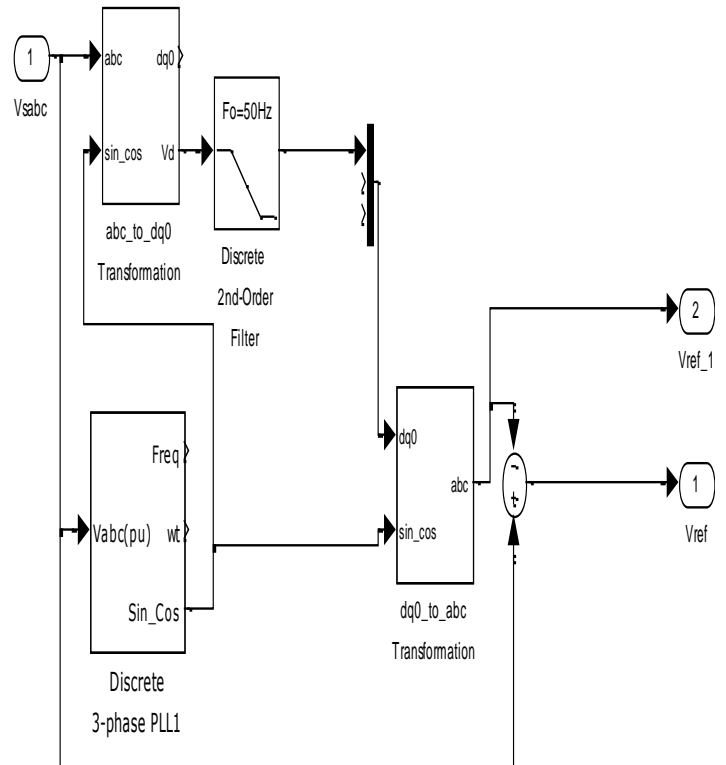 1
Vsabc
abc
dq0
sin_cos
Vd
abc_to_dq0
Transformation
Fo=50Hz
Discrete
2nd-Order
Filter
2
Vref_1
dq0
abc
sin_cos
dq0_to_abc
Transformation
-
+
1
Vref
Freq
Vabc(pu)
wt
Sin_Cos
Discrete
3-phase PLL1